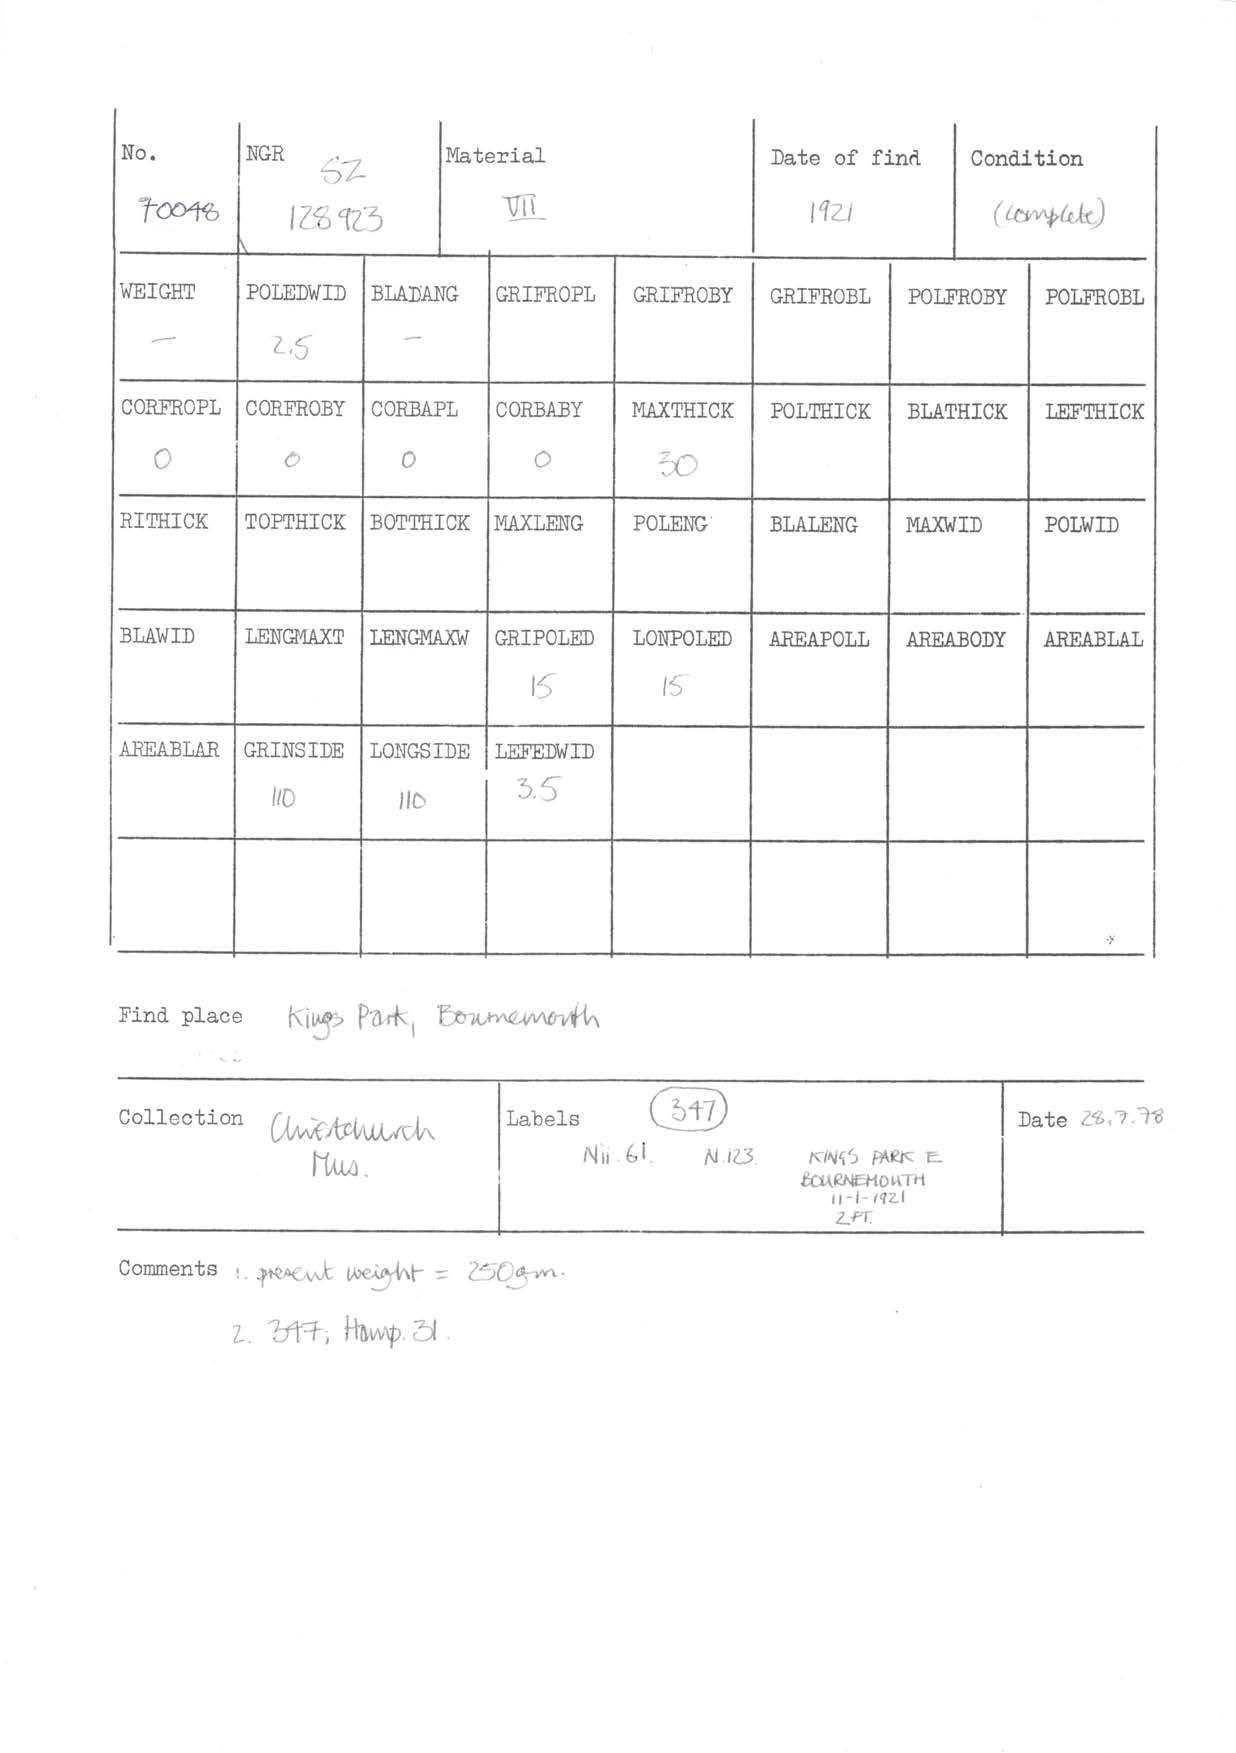 No. NGR Material Date of find Condition
SZ
70048 128923 VII 1921 (complete)
WEIGHT POLEDWID BLADANG GRIFROPL GRIFROBY GRIFROBL POLFROBY POLFROBL
— 2.5 —
CORFROPL CORFROBY CORBAPL CORBABY MAXTHICK POLTHICK BLATHICK LEFTHICK
0 0 0 0 30
RITHICK TOPTHICK BOTTHICK MAXLENG POLENG BLALENG MAXWID POLWID
BLAWID LENGMAXT LENGMAXW GRIPOLED LONPOLED AREAPOLL AREABODY AREABLAL
15 15
AREABLAR GRINSIDE LONGSIDE LEFEDWID
110 110 3.5
Find place Kings Park, Bournemouth
Collection Christchurch Mus.
Labels 347
Nii.61. N.123. KINGS PARK E
BOURNEMOUTH
11-1-1921
2 FT.
Date 28.7.78
Comments 1. present weight = 250gm.
2. 347; Hamp. 31.